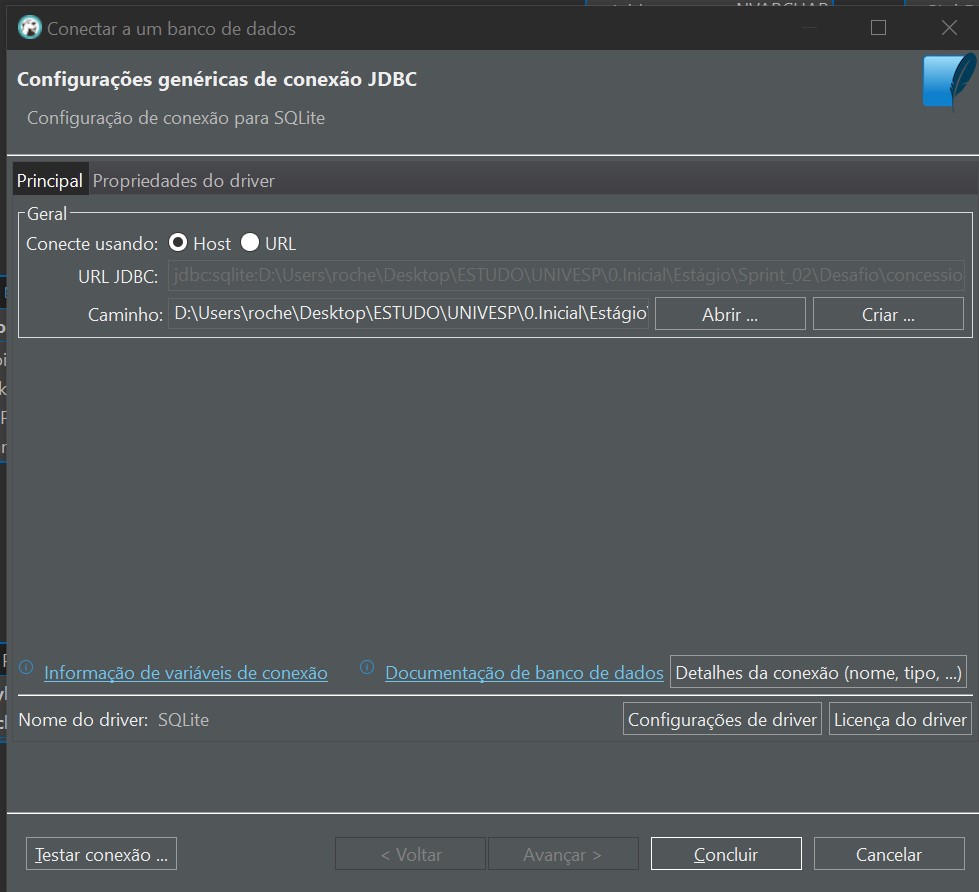 NVARCHAR
Conectar a um banco de dados
Configurações genéricas de conexão JDBC
Configuração de conexão para SQLite
Principal Propriedades do driver
Geral
Conecte usando: Host URL
URL JDBC: jdbc:sqlite:D:\Users\roche\Desktop\ESTUDO\UNIVESP\0.Inicial\Estágio\Sprint_02\Desafio\concessio
Caminho: D:\Users\roche\Desktop\ESTUDO\UNIVESP\0.Inicial\Estágio\ Abrir ... Criar ...
Informação de variáveis de conexão Documentação de banco de dados Detalhes da conexão (nome, tipo, ...)
Nome do driver: SQLite Configurações de driver Licença do driver
Testar conexão ... < Voltar Avançar > Concluir Cancelar